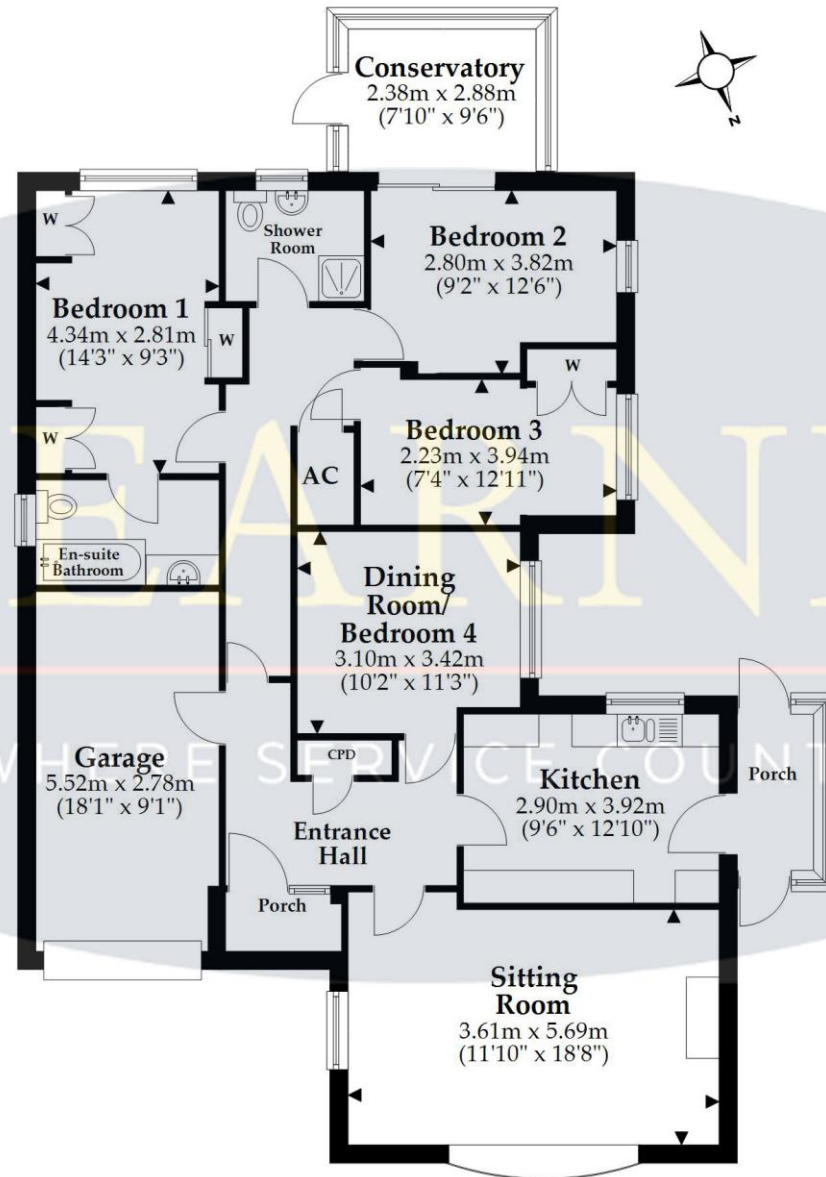 Conservatory
2.38m x 2.88m
(7'10" x 9'6")
N
W
Shower
Room
Bedroom 2
2.80m x 3.82m
(9'2" x 12'6")
Bedroom 1
4.34m x 2.81m
(14'3" x 9'3")
W
W
W
Bedroom 3
2.23m x 3.94m
(7'4" x 12'11")
AC
En-suite
Bathroom
EARN
Dining
Room/
Bedroom 4
3.10m x 3.42m
(10'2" x 11'3")
WHERE SERVICE COUNT
CPD
Garage
5.52m x 2.78m
(18'1" x 9'1")
Kitchen
2.90m x 3.92m
(9'6" x 12'10")
Porch
Entrance
Hall
Porch
Sitting
Room
3.61m x 5.69m
(11'10" x 18'8")